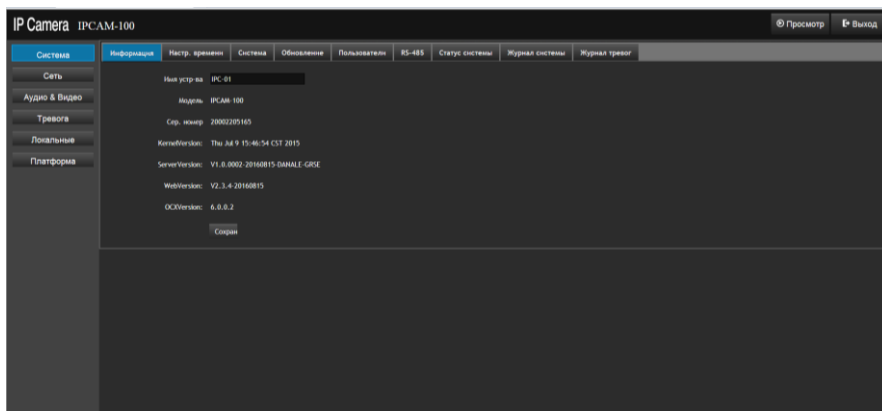 IP Camera IPCAM-100
Просмотр Выход
Система
Сеть
Аудио & Видео
Тревога
Локальные
Платформа
Информация Настр. времени Система Обновление Пользователи RS-485 Статус системы Журнал системы Журнал тревог
Имя устр-ва IPC-01
Модель IPCAM-100
Сер. номер 20002205165
KernelVersion: Thu Jul 9 15:46:54 CST 2015
ServerVersion: V1.0.0002-20160815-DANALE-GRSE
WebVersion: V2.3.4-20160815
OCXVersion: 6.0.0.2
Сохран